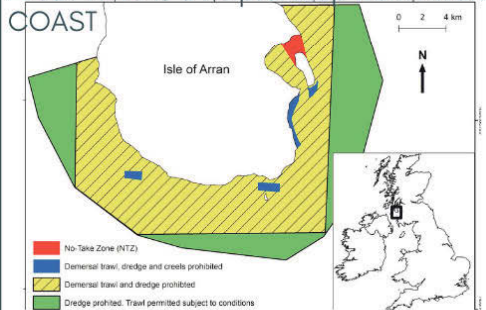 COAST
0 2 4 km
Isle of Arran
N
No-Take Zone (NTZ)
Demersal trawl, dredge and creels prohibited
Demersal trawl and dredge prohibited
Dredge prohited. Trawl permitted subject to conditions